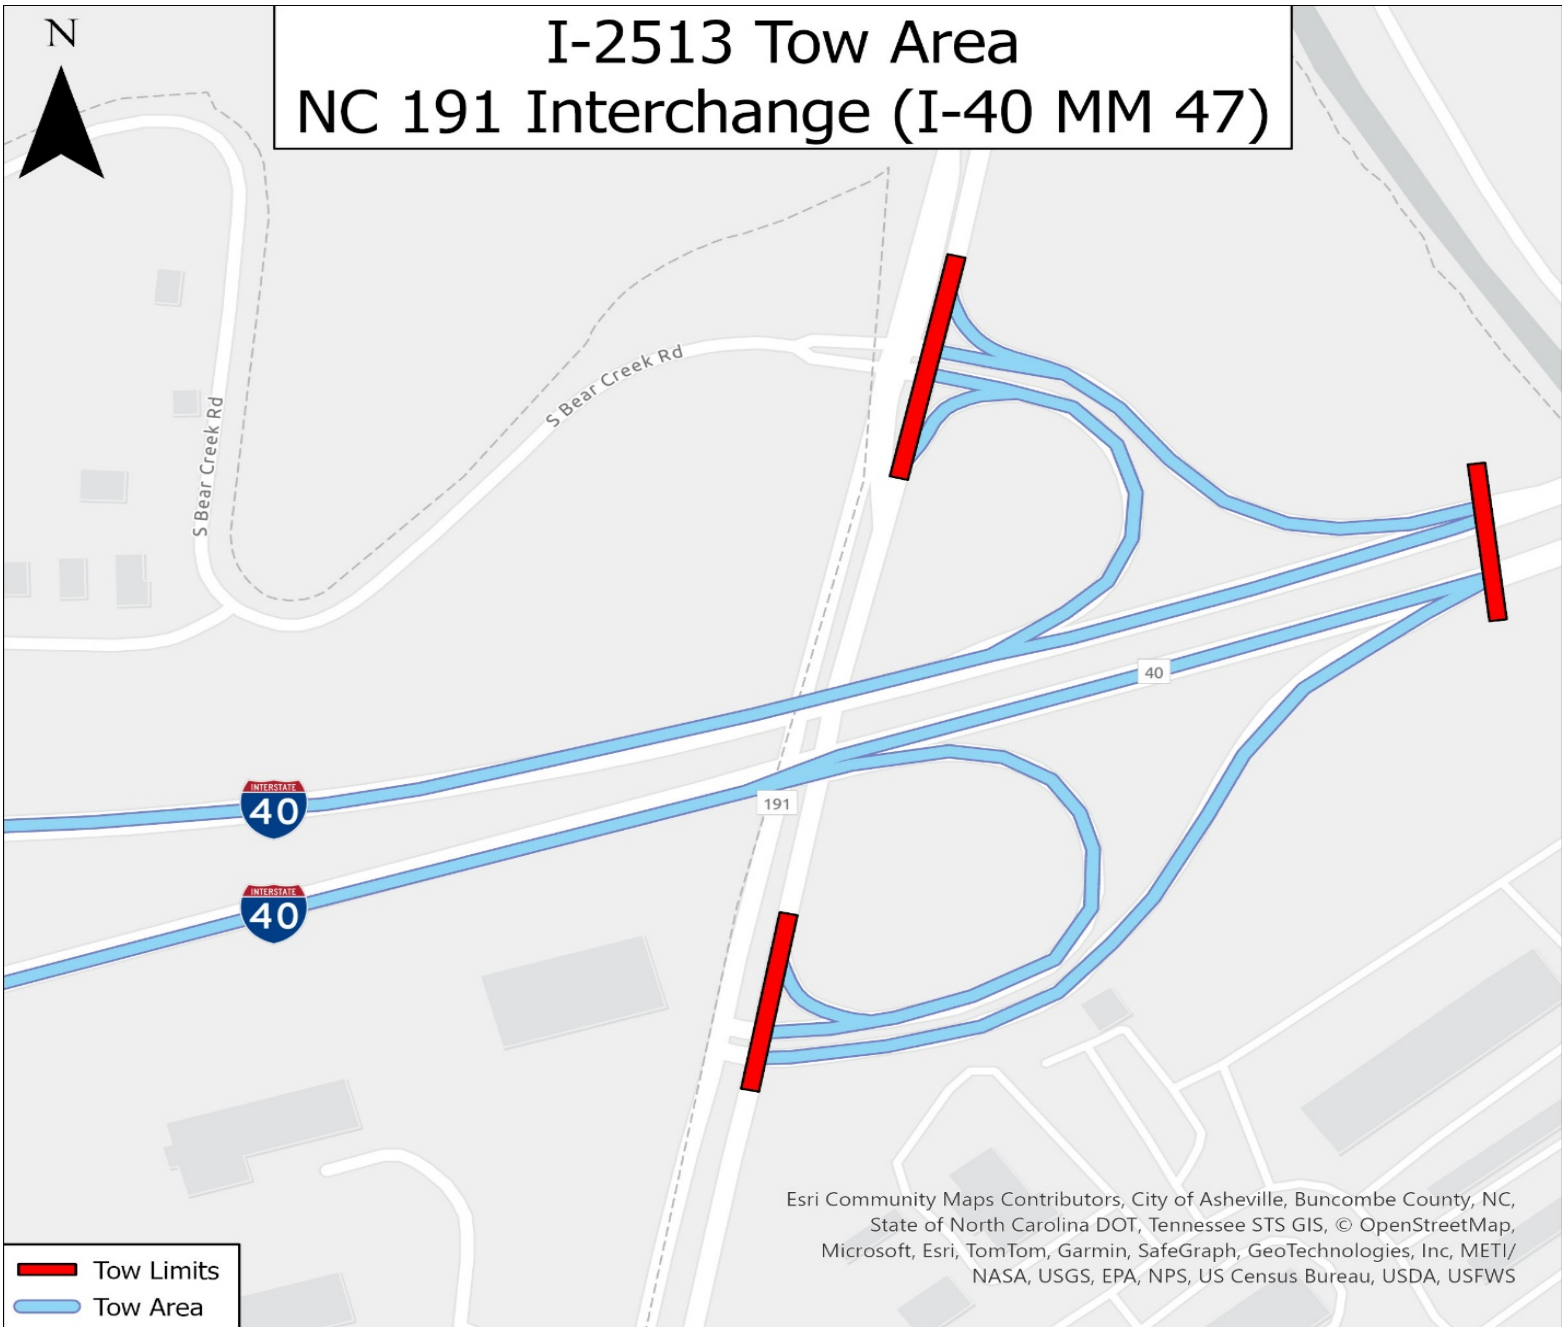 N
I-2513 Tow Area
NC 191 Interchange (I-40 MM 47)
S Bear Creek Rd
S Bear Creek Rd
40
INTERSTATE
40
191
INTERSTATE
40
Esri Community Maps Contributors, City of Asheville, Buncombe County, NC,
State of North Carolina DOT, Tennessee STS GIS, © OpenStreetMap,
Microsoft, Esri, TomTom, Garmin, SafeGraph, GeoTechnologies, Inc, METI/
NASA, USGS, EPA, NPS, US Census Bureau, USDA, USFWS
Tow Limits
Tow Area